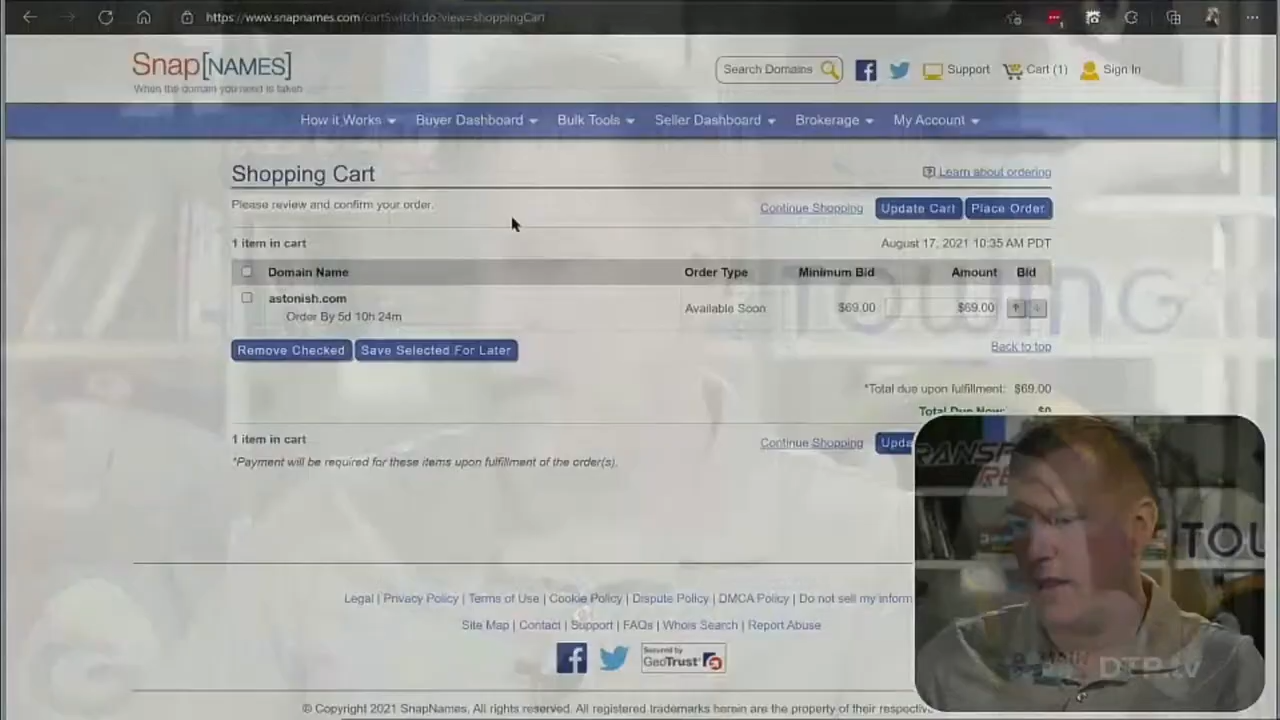 https://www.snapnames.com/cartSwitch.do?view=shoppingCart
Snap[NAMES]
When the domain you need is taken
Search Domains
Support
Cart (1)
Sign In
How it Works
Buyer Dashboard
Bulk Tools
Seller Dashboard
Brokerage
My Account
Shopping Cart
Learn about ordering
Please review and confirm your order.
Continue Shopping
Update Cart
Place Order
1 item in cart
August 17, 2021 10:35 AM PDT
Domain Name
Order Type
Minimum Bid
Amount
Bid
astonish.com
Order By 5d 10h 24m
Available Soon
$69.00
$69.00
TOWING
Remove Checked
Save Selected For Later
Back to top
*Total due upon fulfillment: $69.00
Total Due Now: $0
1 item in cart
Continue Shopping
Upda
*Payment will be required for these items upon fulfillment of the order(s).
TOU
Legal | Privacy Policy | Terms of Use | Cookie Policy | Dispute Policy | DMCA Policy | Do not sell my inform
Site Map | Contact | Support | FAQs | Whois Search | Report Abuse
Secured by
GeoTrust
DTP.tv
© Copyright 2021 SnapNames, All rights reserved. All registered trademarks herein are the property of their respective